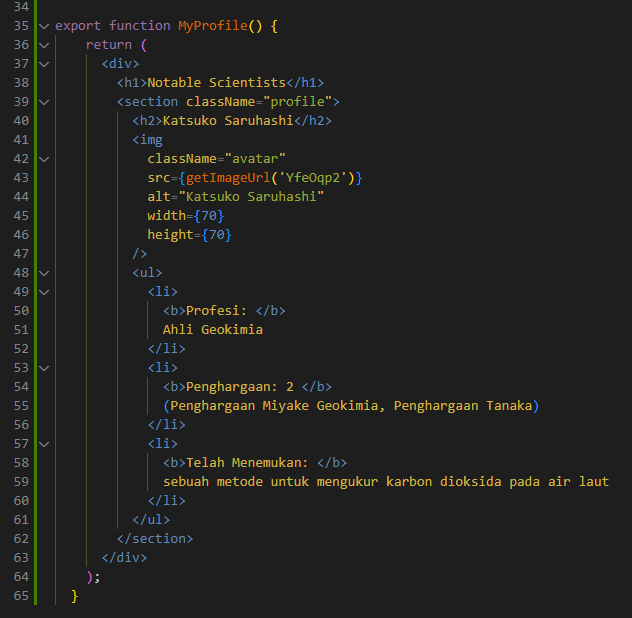 34
35 export function MyProfile() {
36 return (
37 <div>
38 <h1>Notable Scientists</h1>
39 <section className="profile">
40 <h2>Katsuko Saruhashi</h2>
41 <img
42 className="avatar"
43 src={getImageUrl('YfeOqp2')}
44 alt="Katsuko Saruhashi"
45 width={70}
46 height={70}
47 />
48 <ul>
49 <li>
50 <b>Profesi: </b>
51 Ahli Geokimia
52 </li>
53 <li>
54 <b>Penghargaan: 2 </b>
55 (Penghargaan Miyake Geokimia, Penghargaan Tanaka)
56 </li>
57 <li>
58 <b>Telah Menemukan: </b>
59 sebuah metode untuk mengukur karbon dioksida pada air laut
60 </li>
61 </ul>
62 </section>
63 </div>
64 );
65 }